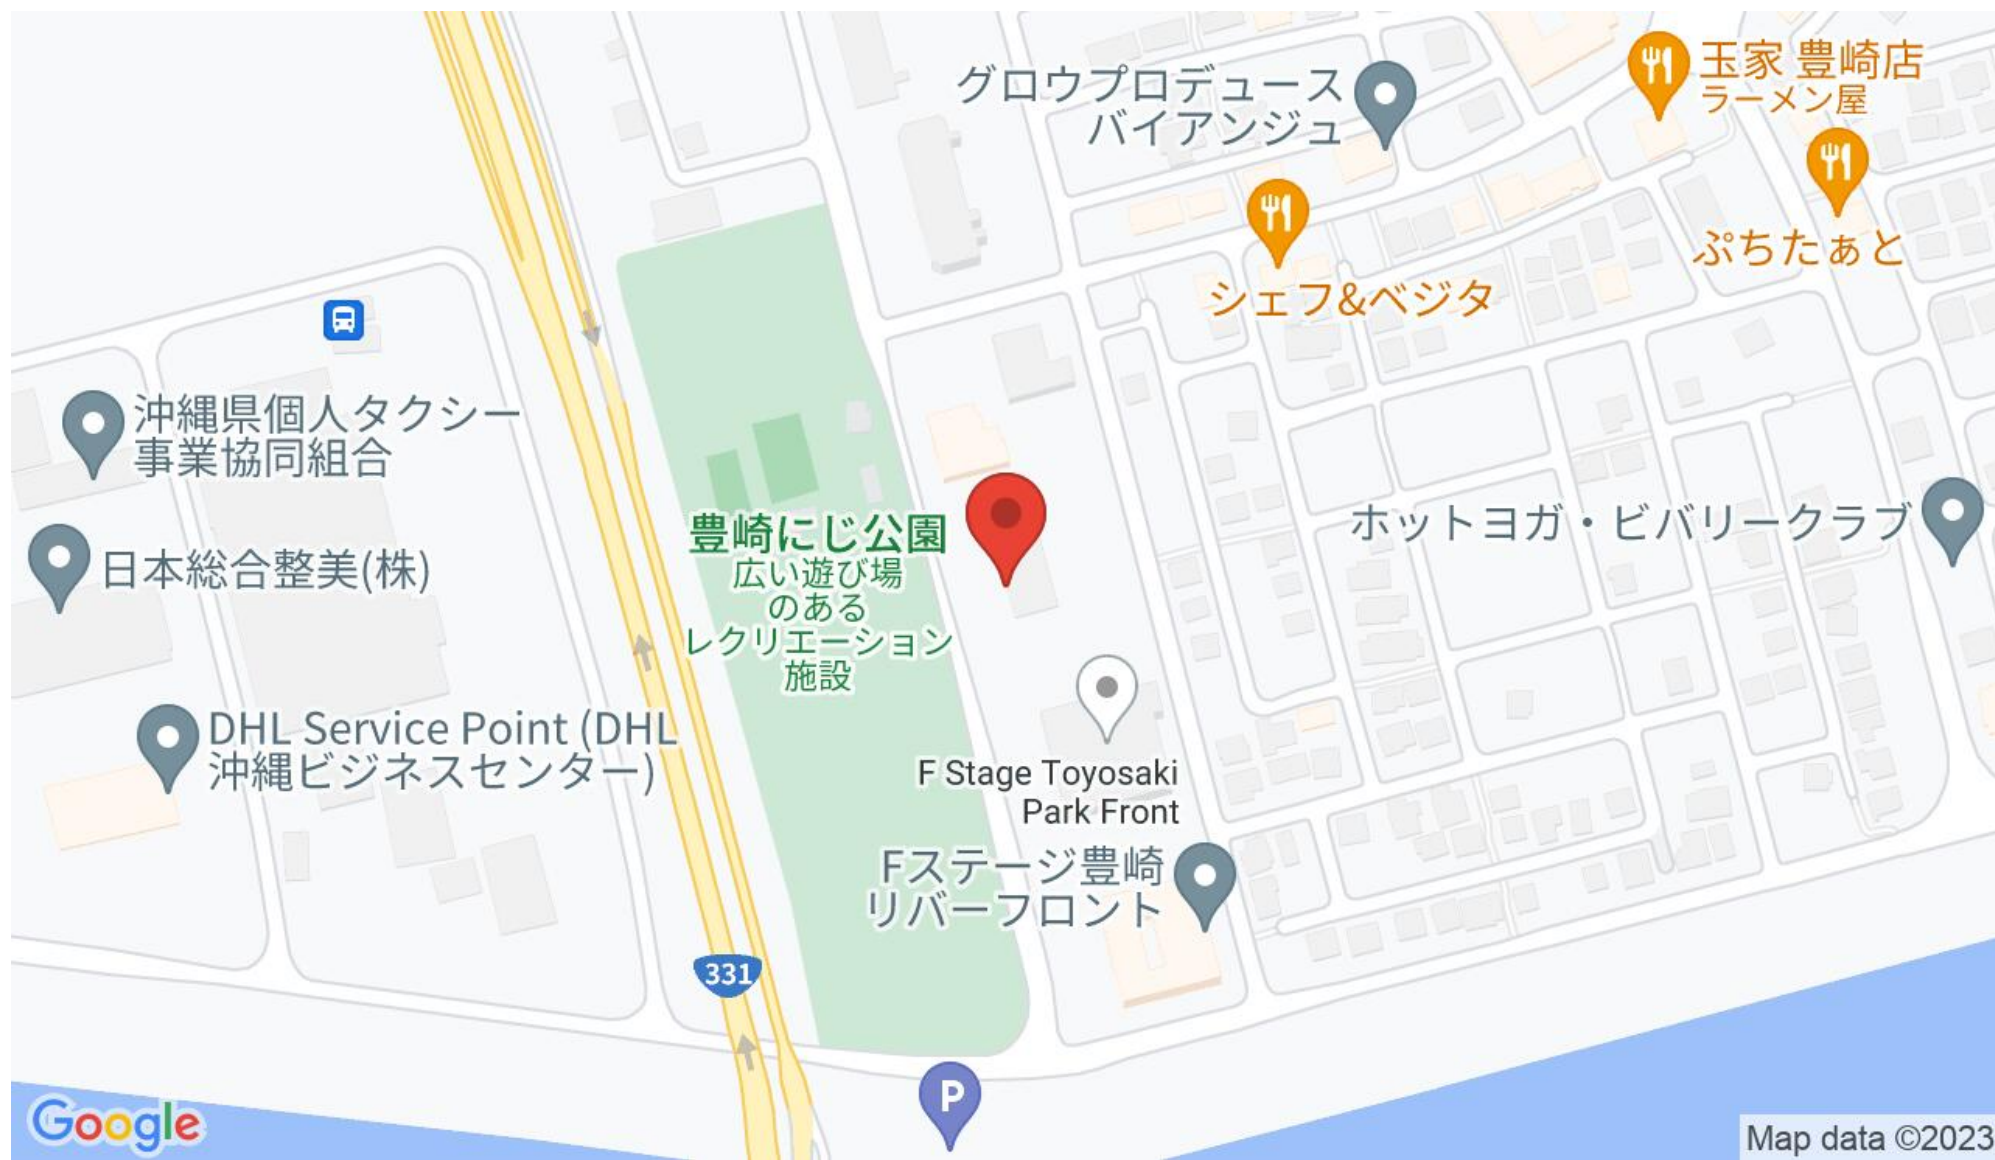 グロウプロデュース
バイアンジュ
玉家 豊崎店
ラーメン屋
ぷちたぁと
シェフ&ベジタ
沖縄県個人タクシー
事業協同組合
日本総合整美(株)
豊崎にじ公園
広い遊び場
のある
レクリエーション
施設
ホットヨガ・ビバリークラブ
DHL Service Point (DHL
沖縄ビジネスセンター)
F Stage Toyosaki
Park Front
Fステージ豊崎
リバーフロント
331
P
Google
Map data ©2023